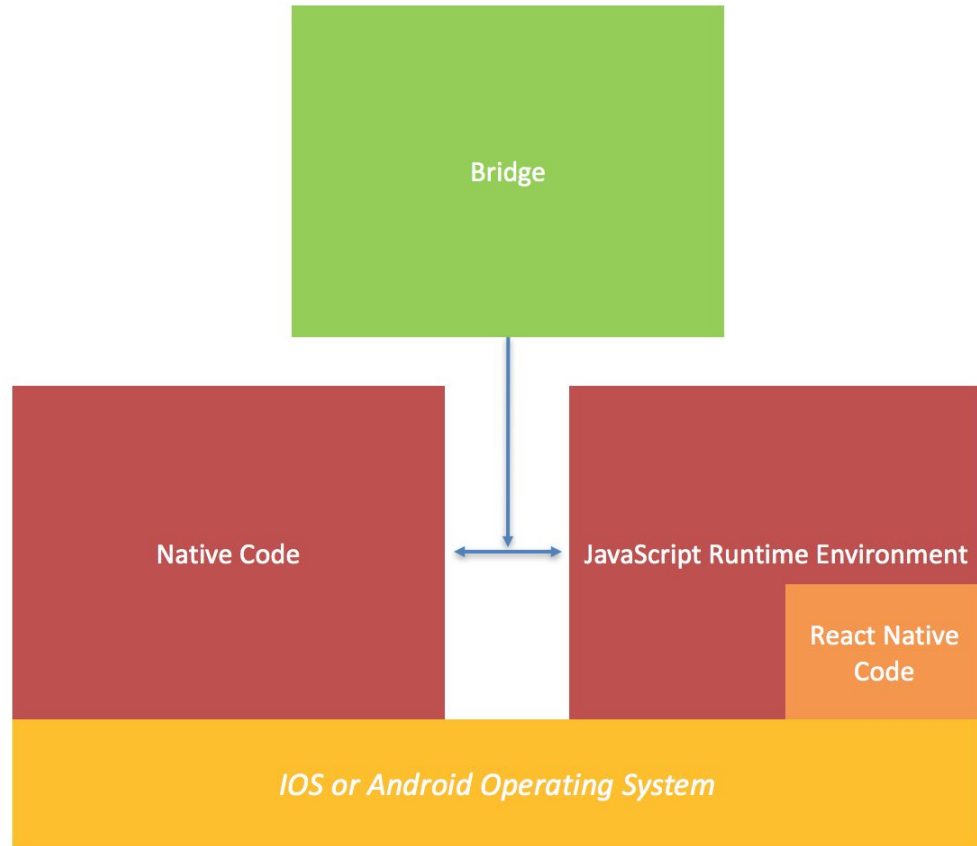 Bridge
Native Code
JavaScript Runtime Environment
React Native
Code
IOS or Android Operating System